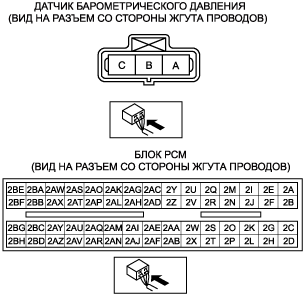 ДАТЧИК БАРОМЕТРИЧЕСКОГО ДАВЛЕНИЯ
(ВИД НА РАЗЪЕМ СО СТОРОНЫ ЖГУТА ПРОВОДОВ)
C B A
БЛОК PCM
(ВИД НА РАЗЪЕМ СО СТОРОНЫ ЖГУТА ПРОВОДОВ)
2BE 2BA 2AW 2AS 2AO 2AK 2AG 2AC 2Y 2U 2Q 2M 2I 2E 2A
2BF 2BB 2AX 2AT 2AP 2AL 2AH 2AD 2Z 2V 2R 2N 2J 2F 2B
2BG 2BC 2AY 2AU 2AQ 2AM 2AI 2AE 2AA 2W 2S 2O 2K 2G 2C
2BH 2BD 2AZ 2AV 2AR 2AN 2AJ 2AF 2AB 2X 2T 2P 2L 2H 2D